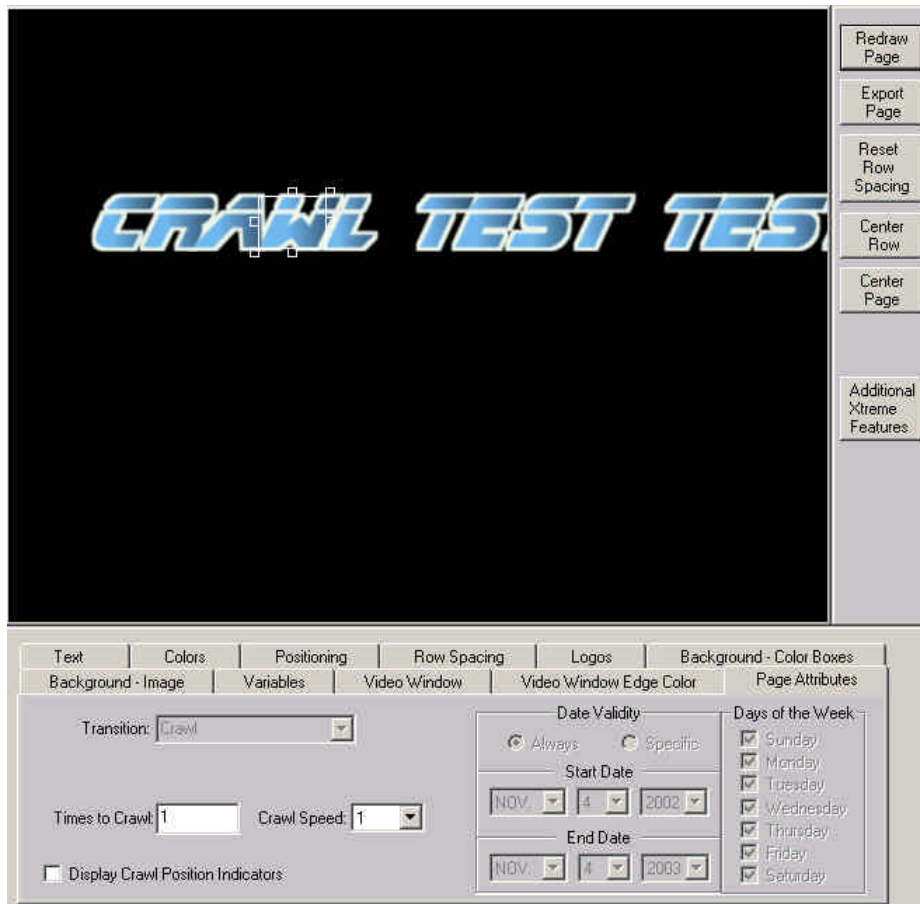 CRAWL TEST TEST
Redraw
Page
Export
Page
Reset
Row
Spacing
Center
Row
Center
Page
Additional
Xtreme
Features
Text
Colors
Positioning
Row Spacing
Logos
Background - Color Boxes
Background - Image
Variables
Video Window
Video Window Edge Color
Page Attributes
Transition: Crawl
Times to Crawl: 1
Crawl Speed: 1
Display Crawl Position Indicators
Date Validity
Always
Specific
Start Date
NOV. 4 2002
End Date
NOV. 4 2003
Days of the Week
Sunday
Monday
Tuesday
Wednesday
Thursday
Friday
Saturday